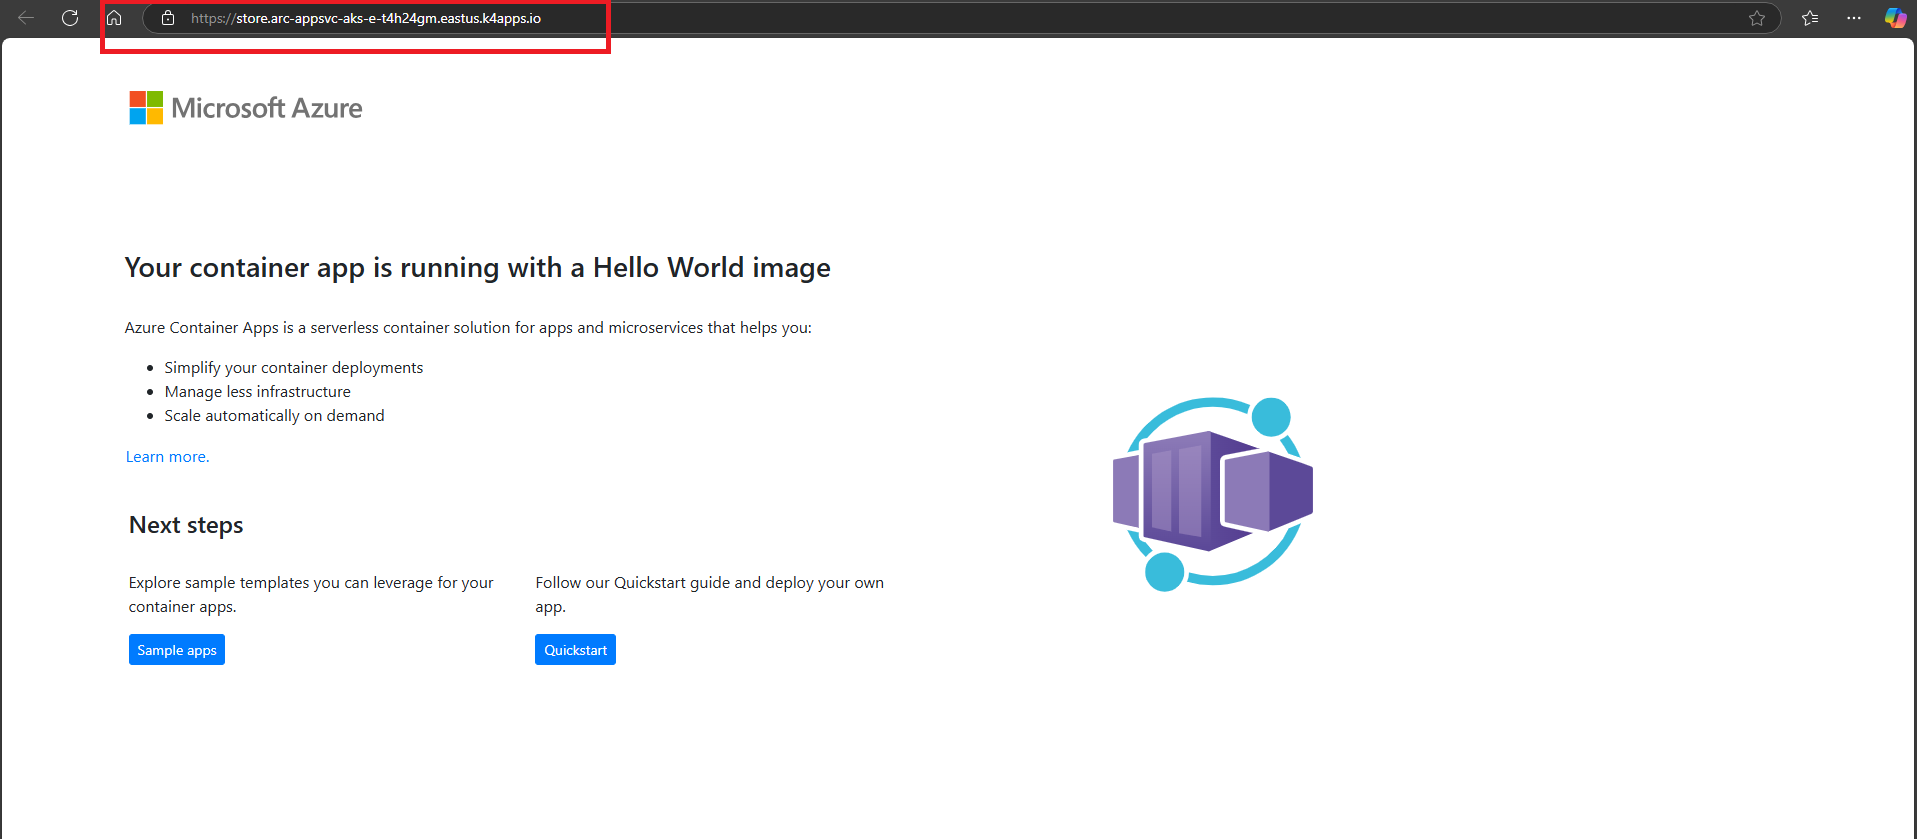 https://store.arc-appsvc-aks-e-t4h24gm.eastus.k4apps.io
Microsoft Azure
Your container app is running with a Hello World image
Azure Container Apps is a serverless container solution for apps and microservices that helps you:
Simplify your container deployments
Manage less infrastructure
Scale automatically on demand
Learn more.
Next steps
Explore sample templates you can leverage for your
container apps.
Sample apps
Follow our Quickstart guide and deploy your own
app.
Quickstart